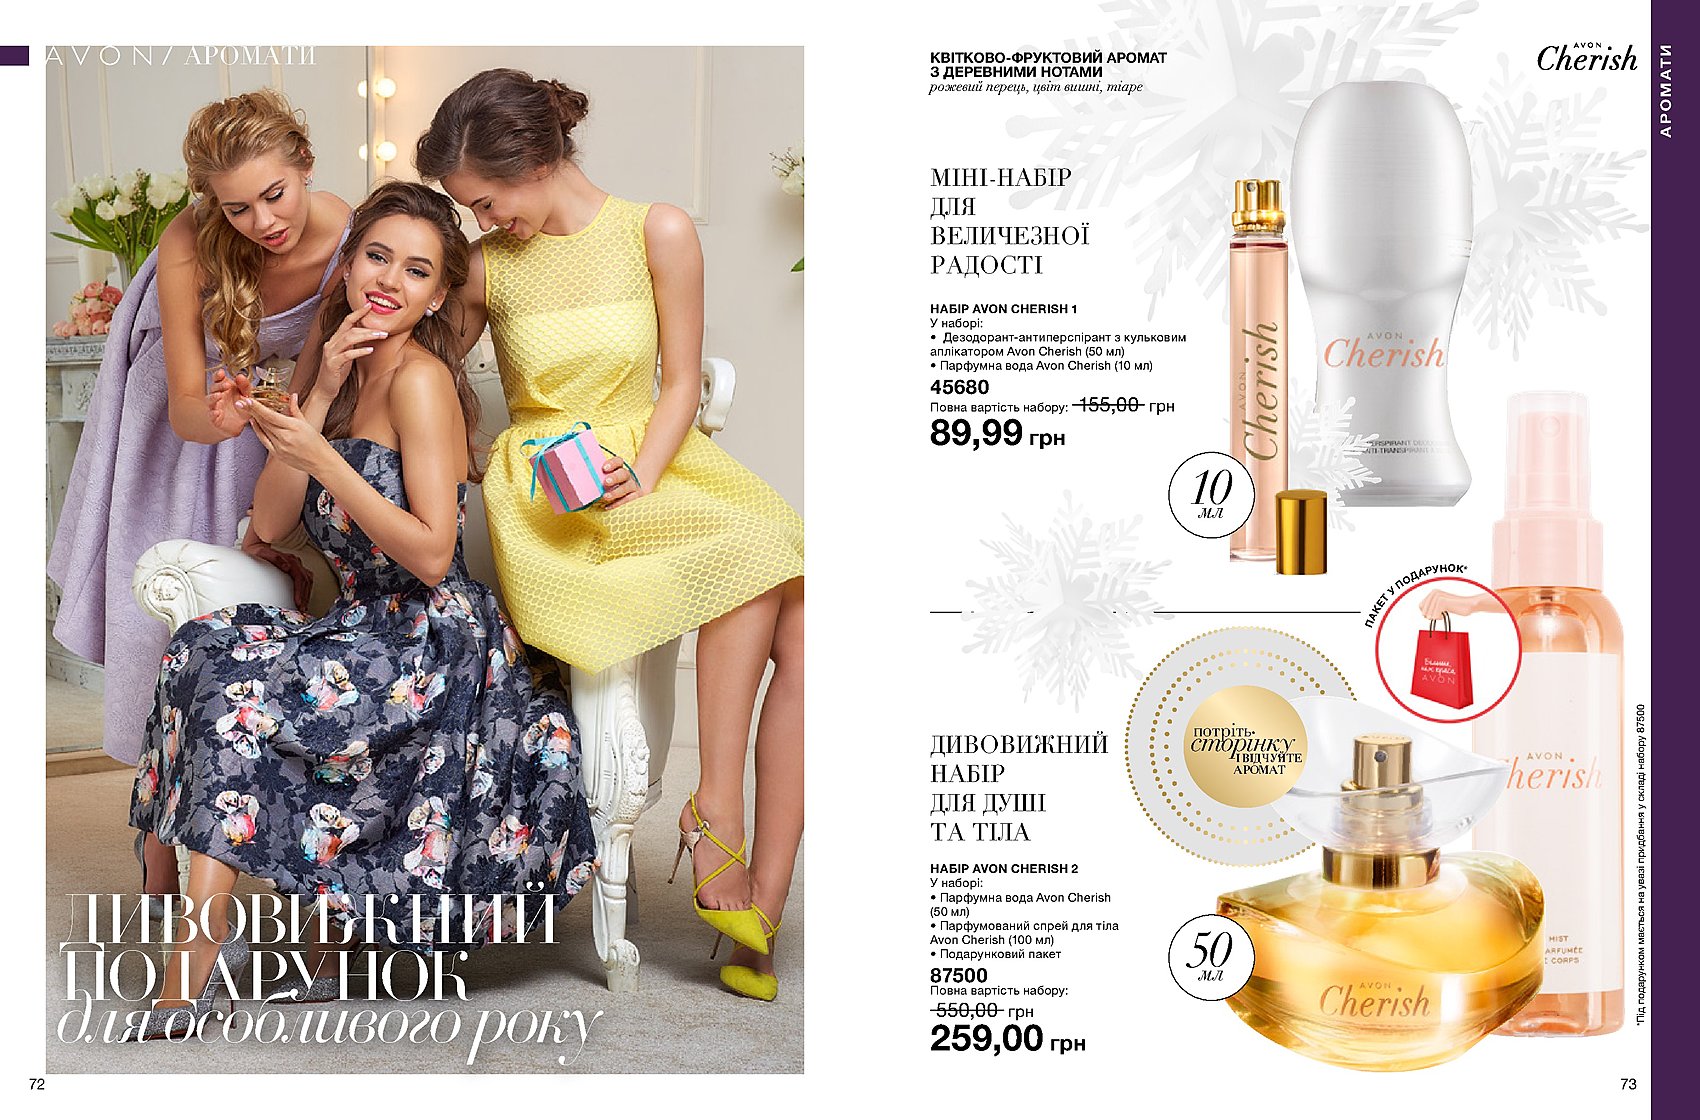 AVON / АРОМАТИ
ДИВОВИЖНИЙ
ПОДАРУНОК
для особливого року
72
КВІТКОВО-ФРУКТОВИЙ АРОМАТ
З ДЕРЕВНИМИ НОТАМИ
рожевий перець, цвіт вишні, тіаре
AVON
Cherish
АРОМАТИ
МІНІ-НАБІР
ДЛЯ
ВЕЛИЧЕЗНОЇ
РАДОСТІ
НАБІР AVON CHERISH 1
У наборі:
• Дезодорант-антиперспірант з кульковим
аплікатором Avon Cherish (50 мл)
• Парфумна вода Avon Cherish (10 мл)
45680
Повна вартість набору: 155,00 грн
89,99 грн
AVON
Cherish
AVON
Cherish
10
МЛ
ПАКЕТ У ПОДАРУНОК*
Більше,
ніж краса
AVON
ПОТРІТЬ
сторінку
І ВІДЧУЙТЕ
АРОМАТ
ДИВОВИЖНИЙ
НАБІР
ДЛЯ ДУШІ
ТА ТІЛА
НАБІР AVON CHERISH 2
У наборі:
• Парфумна вода Avon Cherish
(50 мл)
• Парфумований спрей для тіла
Avon Cherish (100 мл)
• Подарунковий пакет
87500
Повна вартість набору:
550,00 грн
259,00 грн
50
МЛ
AVON
Cherish
AVON
Cherish
MIST
CORPS
*Під подарунком мається на увазі придбання у складі набору 87500
73